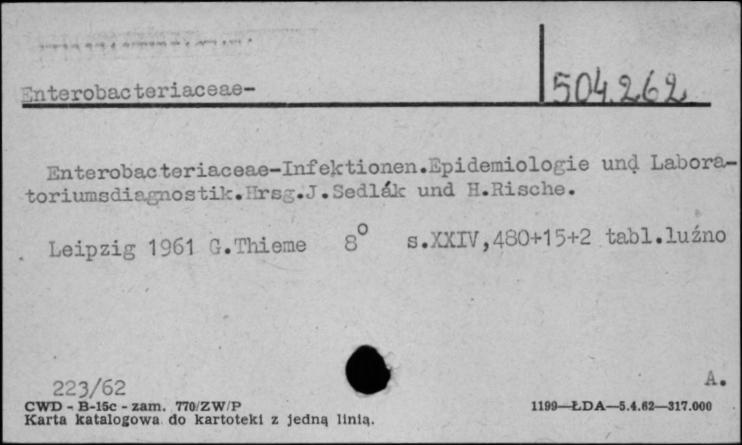 Enterobacteriaceae-
504.262
Enterobacteriaceae-Infektionen.Epidemiologie und Labora-
toriumsdiagnostik.Hrsg.J.Sedlák und H.Rische.
Leipzig 1961 G.Thieme 8° s.XXIV,480+15+2 tabl.luźno
A.
223/62
CWD - B-15c - zam. 770/ZW/P
1199—ŁDA—5.4.62—317.000
Karta katalogowa do kartoteki z jedną linią.